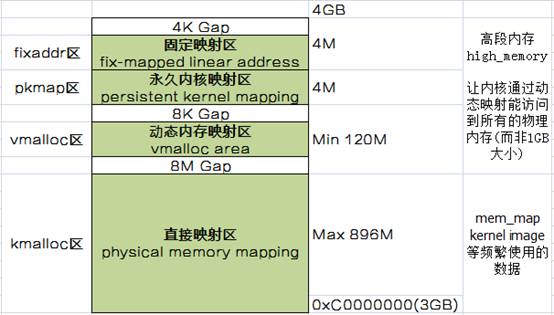 4GB
4K Gap
fixaddr区
固定映射区
fix-mapped linear address
4M
pkmap区
永久内核映射区
persistent kernel mapping
4M
8K Gap
vmalloc区
动态内存映射区
vmalloc area
Min 120M
8M Gap
kmalloc区
直接映射区
physical memory mapping
Max 896M
0xC0000000(3GB)
高段内存
high_memory
让内核通过动
态映射能访问
到所有的物理
内存(而非1GB
大小)
mem_map
kernel image
等频繁使用的
数据